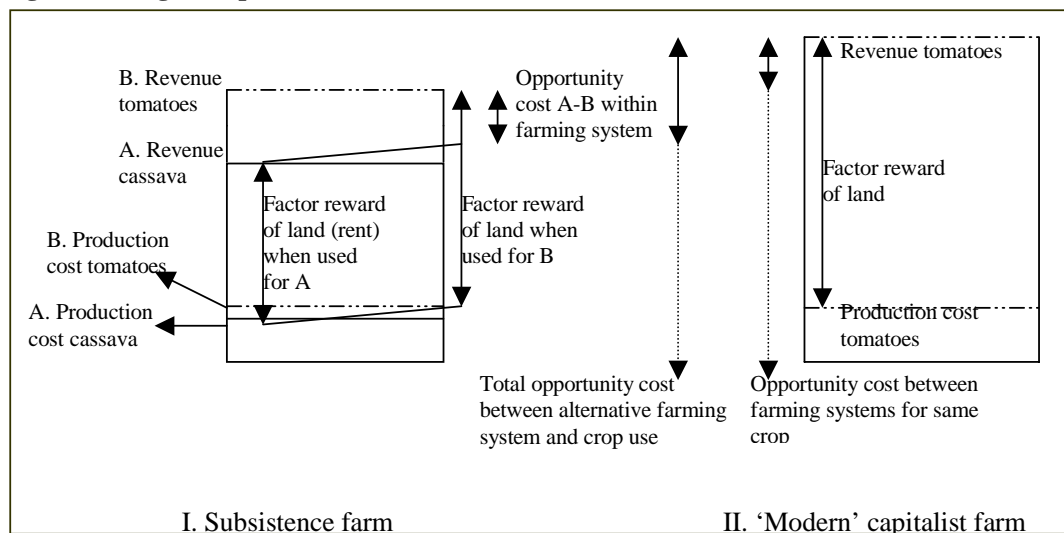 B. Revenue
tomatoes
A. Revenue
cassava
B. Production
cost tomatoes
A. Production
cost cassava
Factor reward
of land (rent)
when used
for A
Factor reward
of land when
used for B
Opportunity
cost A-B within
farming system
Total opportunity cost
between alternative farming
system and crop use
Opportunity cost between
farming systems for same
crop
Revenue tomatoes
Factor reward
of land
Production cost
tomatoes
I. Subsistence farm
II. ‘Modern’ capitalist farm